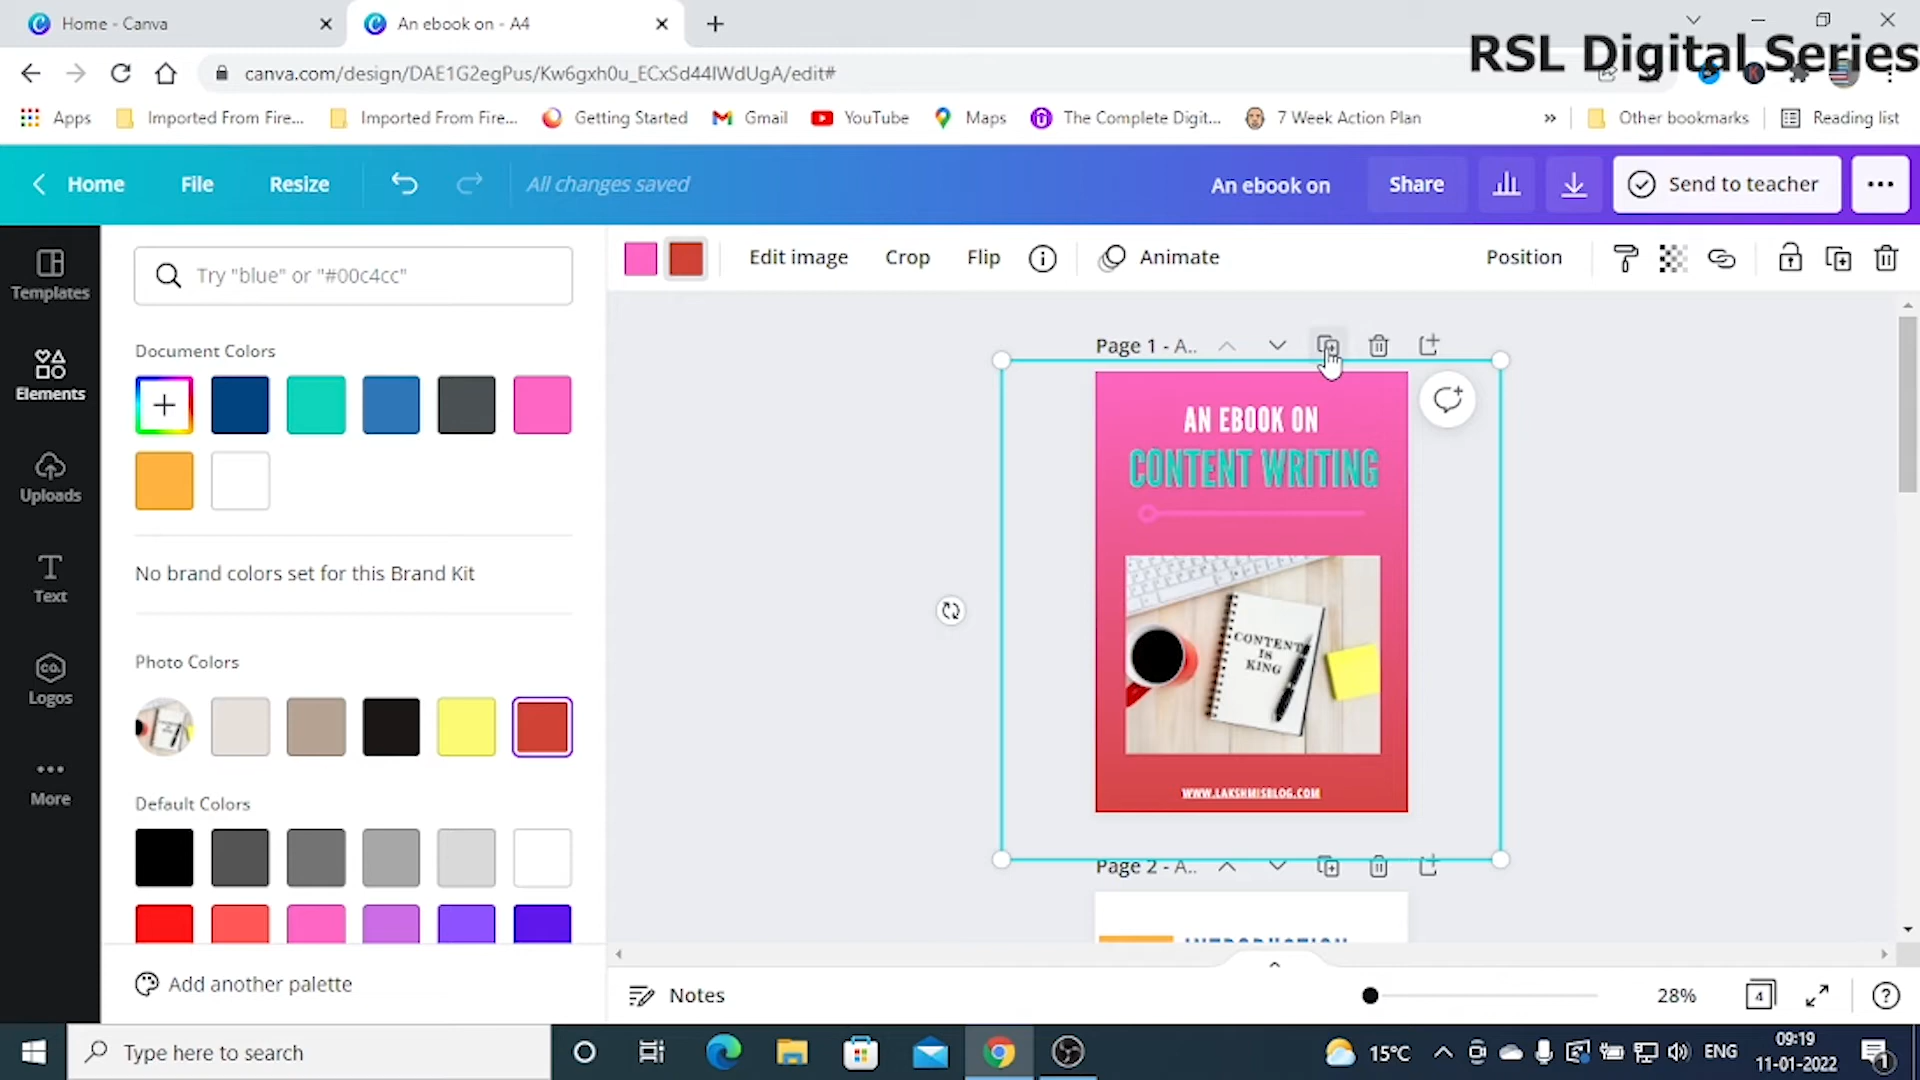 Home - Canva
An ebook on - A4
RSL Digital Series
canva.com/design/DAE1G2egPus/Kw6gxh0u_ECxSd44lWdUgA/edit#
Apps
Imported From Fire...
Imported From Fire...
Getting Started
Gmail
YouTube
Maps
The Complete Digit...
7 Week Action Plan
»
Other bookmarks
Reading list
Home
File
Resize
All changes saved
An ebook on
Share
Send to teacher
Try "blue" or "#00c4cc"
Edit image
Crop
Flip
Animate
Position
Templates
Elements
Uploads
Text
CO.
Logos
More
Document Colors
No brand colors set for this Brand Kit
Photo Colors
Default Colors
Add another palette
Page 1 - A..
AN EBOOK ON
CONTENT WRITING
CONTENT
IS
KING
WWW.LAKSHMISBLOG.COM
Page 2 - A..
INTRODUCTION
Notes
28%
4
Type here to search
15°C
ENG
09:19
11-01-2022
1